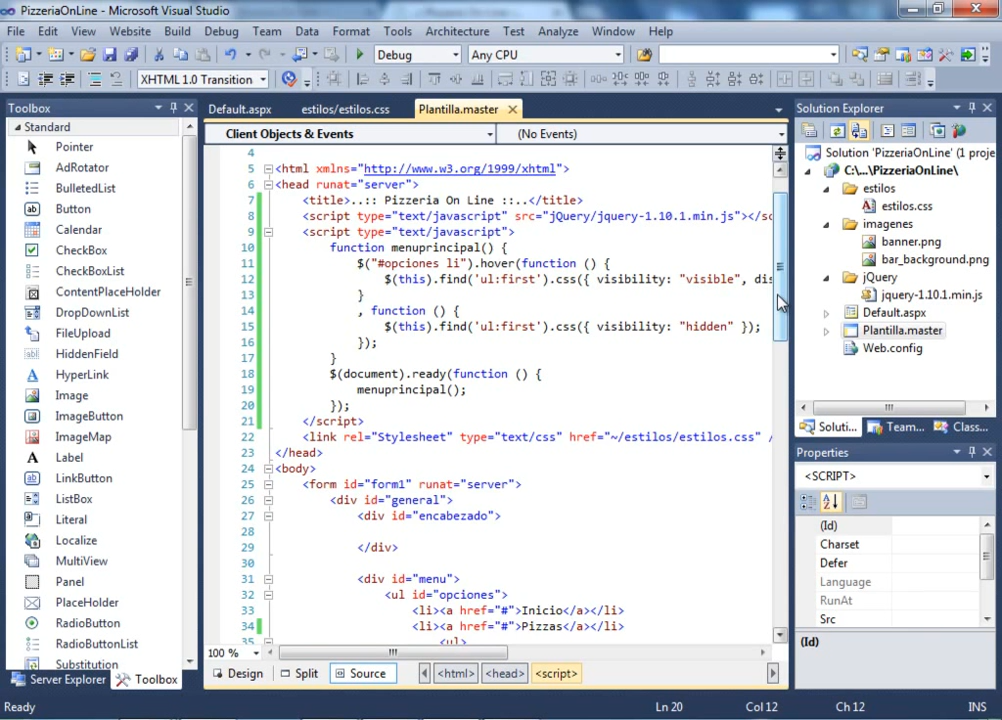 PizzeriaOnLine - Microsoft Visual Studio
File Edit View Website Build Debug Team Data Format Tools Architecture Test Analyze Window Help
Debug Any CPU
XHTML 1.0 Transition
Toolbox
Standard
Pointer
AdRotator
BulletedList
Button
Calendar
CheckBox
CheckBoxList
ContentPlaceHolder
DropDownList
FileUpload
HiddenField
HyperLink
Image
ImageButton
ImageMap
Label
LinkButton
ListBox
Literal
Localize
MultiView
Panel
PlaceHolder
RadioButton
RadioButtonList
Substitution
Server Explorer Toolbox
Default.aspx estilos/estilos.css Plantilla.master
Client Objects & Events (No Events)
4
5 <html xmlns="http://www.w3.org/1999/xhtml">
6 <head runat="server">
7 <title>..:: Pizzeria On Line ::..</title>
8 <script type="text/javascript" src="jQuery/jquery-1.10.1.min.js"></sc
9 <script type="text/javascript">
10 function menuprincipal() {
11 $("#opciones li").hover(function () {
12 $(this).find('ul:first').css({ visibility: "visible", dis
13 }
14 , function () {
15 $(this).find('ul:first').css({ visibility: "hidden" });
16 });
17 }
18 $(document).ready(function () {
19 menuprincipal();
20 });
21 </script>
22 <link rel="Stylesheet" type="text/css" href="~/estilos/estilos.css" /
23 </head>
24 <body>
25 <form id="form1" runat="server">
26 <div id="general">
27 <div id="encabezado">
28
29 </div>
30
31 <div id="menu">
32 <ul id="opciones">
33 <li><a href="#">Inicio</a></li>
34 <li><a href="#">Pizzas</a></li>
35 <ul>
100 %
Design Split Source <html> <head> <script>
Solution Explorer
Solution 'PizzeriaOnLine' (1 proje
C:\...\PizzeriaOnLine\
estilos
estilos.css
imagenes
banner.png
bar_background.png
jQuery
jquery-1.10.1.min.js
Default.aspx
Plantilla.master
Web.config
Soluti... Team... Class...
Properties
<SCRIPT>
(Id)
Charset
Defer
Language
RunAt
Src
(Id)
Ready Ln 20 Col 12 Ch 12 INS